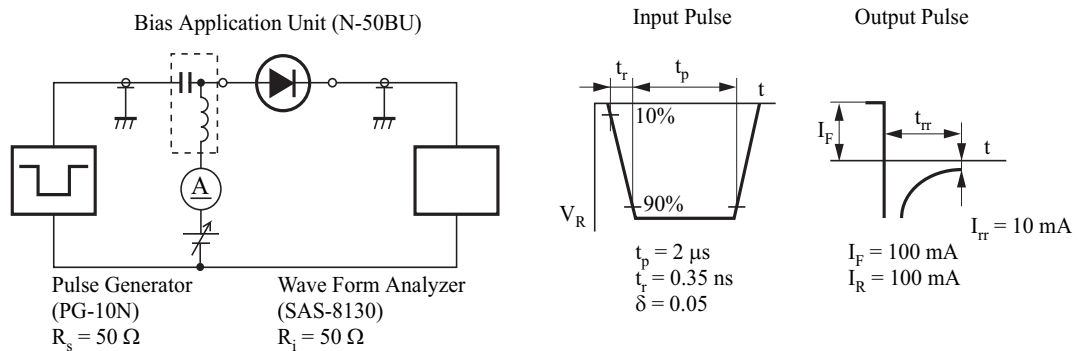 Bias Application Unit (N-50BU)
A
Pulse Generator
(PG-10N)
R_s = 50 Ω
Wave Form Analyzer
(SAS-8130)
R_i = 50 Ω
Input Pulse
t_r
t_p
t
10%
90%
V_R
t_p = 2 μs
t_r = 0.35 ns
δ = 0.05
Output Pulse
I_F
t_rr
t
I_rr = 10 mA
I_F = 100 mA
I_R = 100 mA